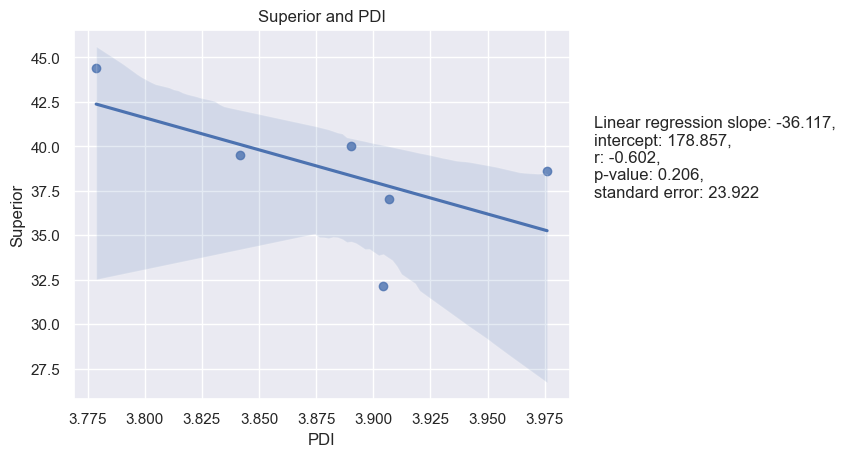 Superior and PDI
45.0
42.5
40.0
37.5
35.0
32.5
30.0
27.5
Superior
3.775 3.800 3.825 3.850 3.875 3.900 3.925 3.950 3.975
PDI
Linear regression slope: -36.117,
intercept: 178.857,
r: -0.602,
p-value: 0.206,
standard error: 23.922